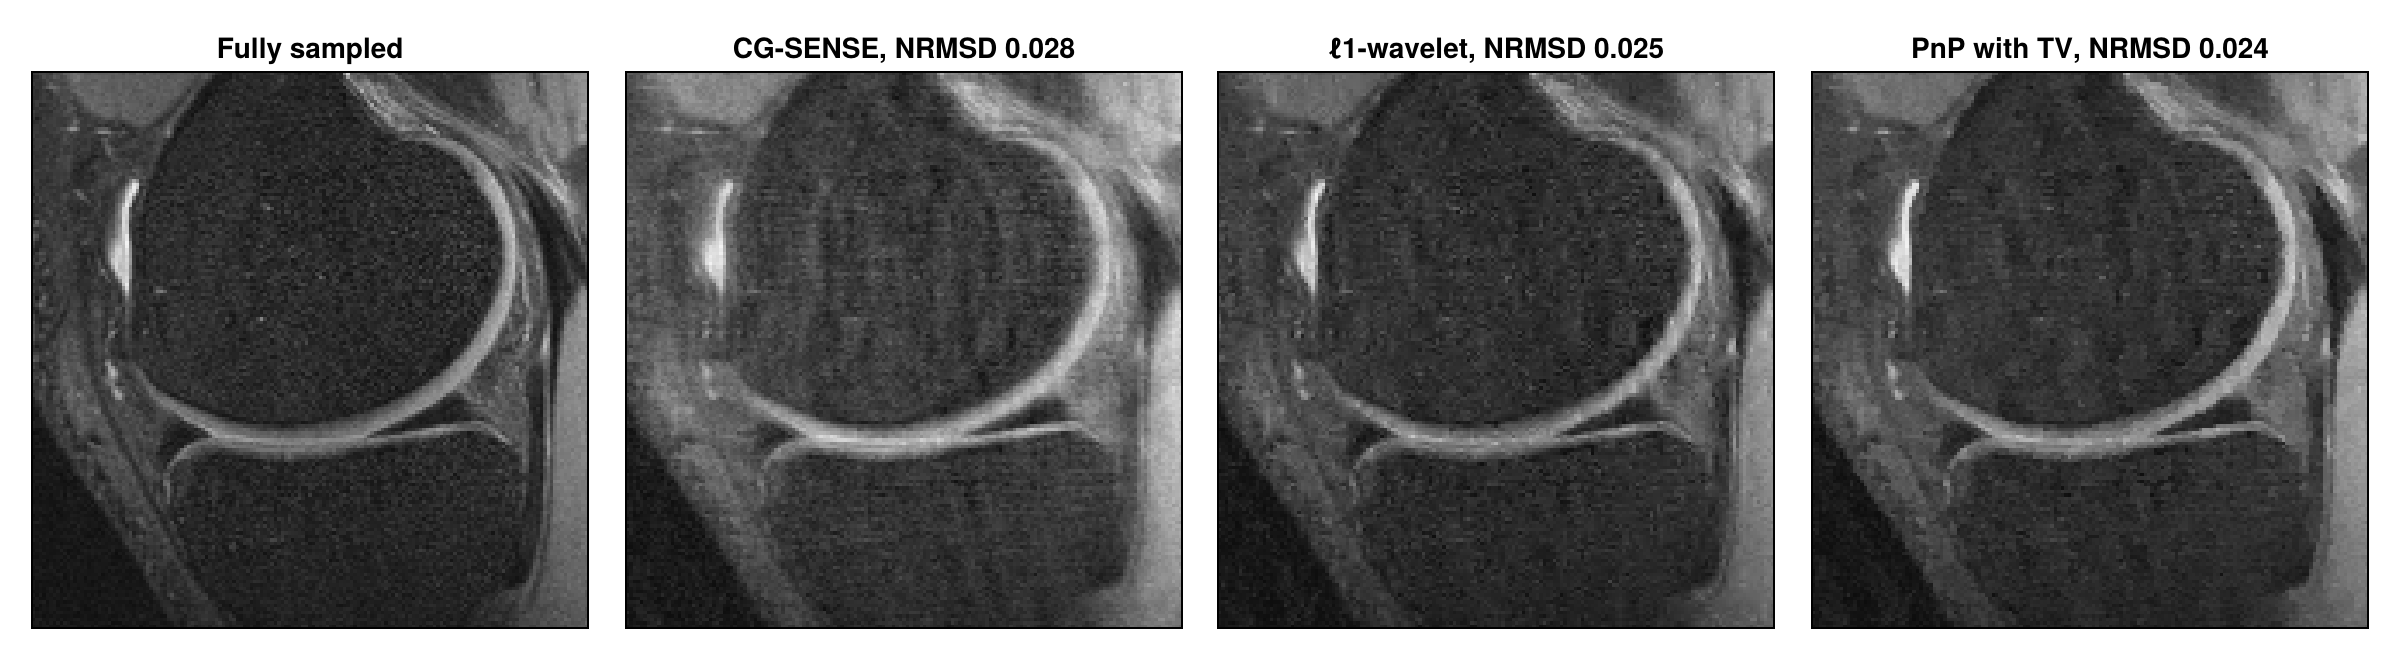 Fully sampled
CG-SENSE, NRMSD 0.028
ℓ1-wavelet, NRMSD 0.025
PnP with TV, NRMSD 0.024